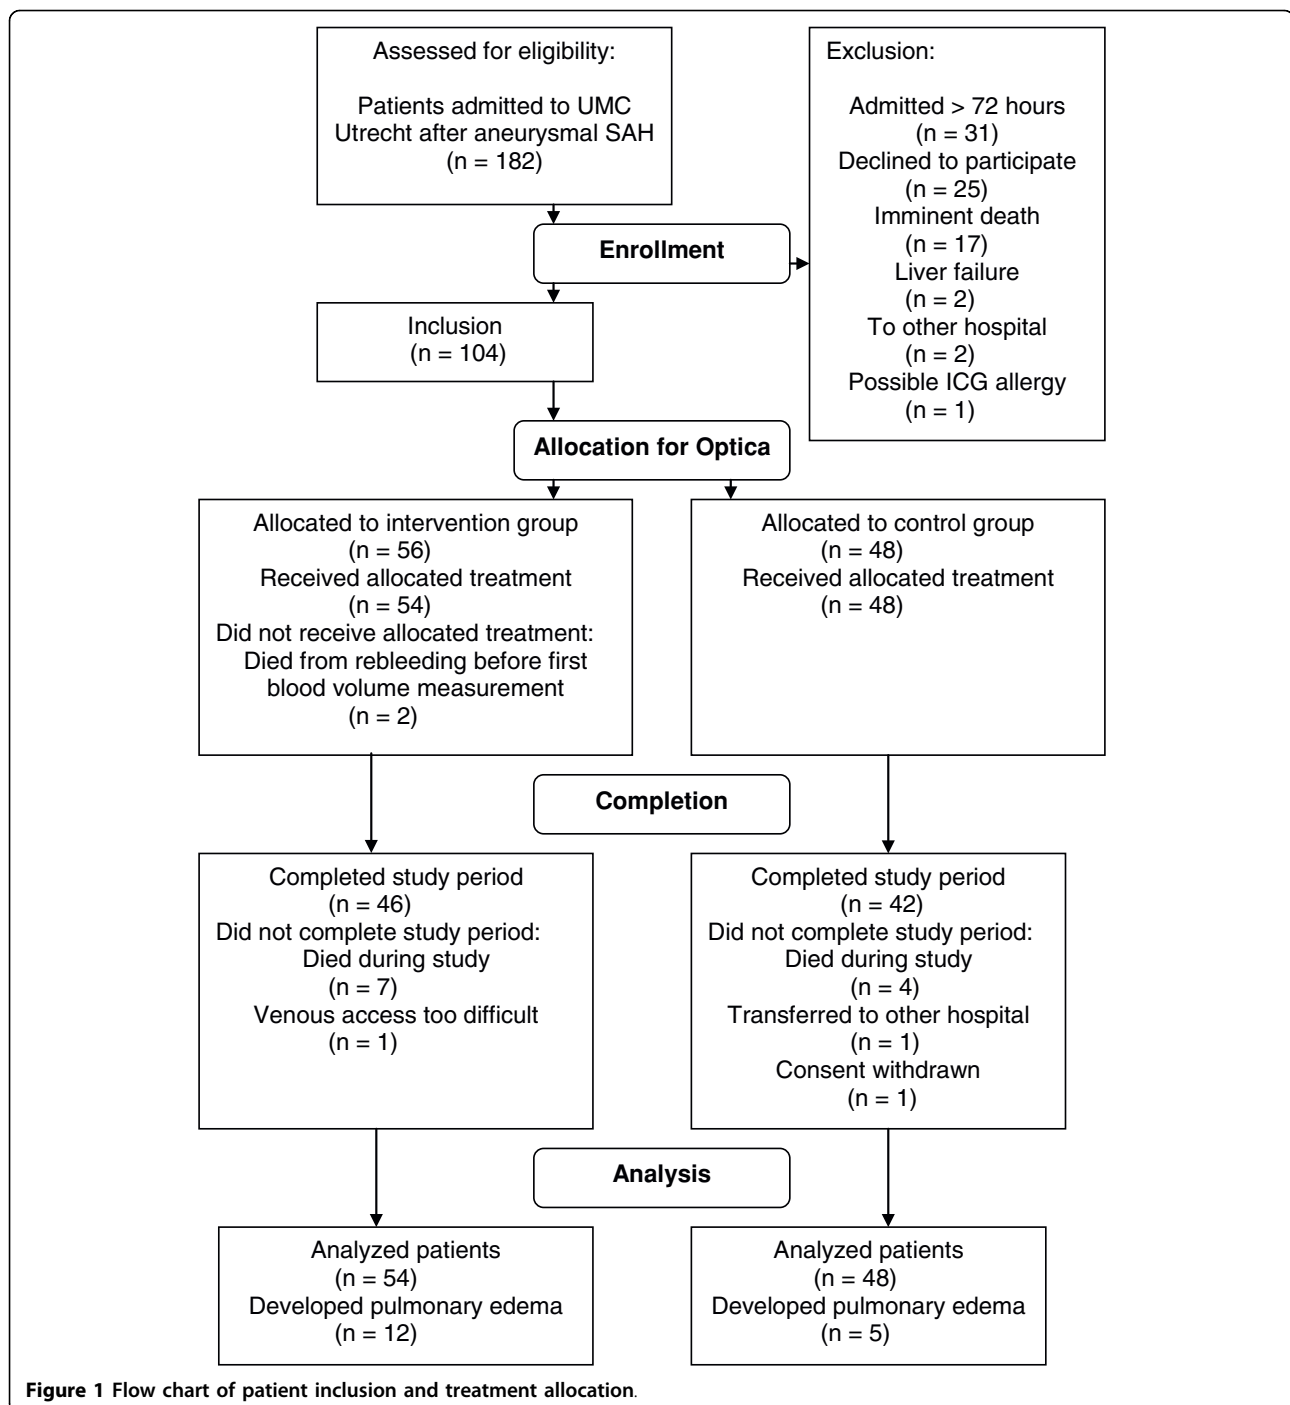 Assessed for eligibility:
Patients admitted to UMC
Utrecht after aneurysmal SAH
(n = 182)
Exclusion:
Admitted > 72 hours
(n = 31)
Declined to participate
(n = 25)
Imminent death
(n = 17)
Liver failure
(n = 2)
To other hospital
(n = 2)
Possible ICG allergy
(n = 1)
Enrollment
Inclusion
(n = 104)
Allocation for Optica
Allocated to intervention group
(n = 56)
Received allocated treatment
(n = 54)
Did not receive allocated treatment:
Died from rebleeding before first
blood volume measurement
(n = 2)
Allocated to control group
(n = 48)
Received allocated treatment
(n = 48)
Completion
Completed study period
(n = 46)
Did not complete study period:
Died during study
(n = 7)
Venous access too difficult
(n = 1)
Completed study period
(n = 42)
Did not complete study period:
Died during study
(n = 4)
Transferred to other hospital
(n = 1)
Consent withdrawn
(n = 1)
Analysis
Analyzed patients
(n = 54)
Developed pulmonary edema
(n = 12)
Analyzed patients
(n = 48)
Developed pulmonary edema
(n = 5)
Figure 1 Flow chart of patient inclusion and treatment allocation.